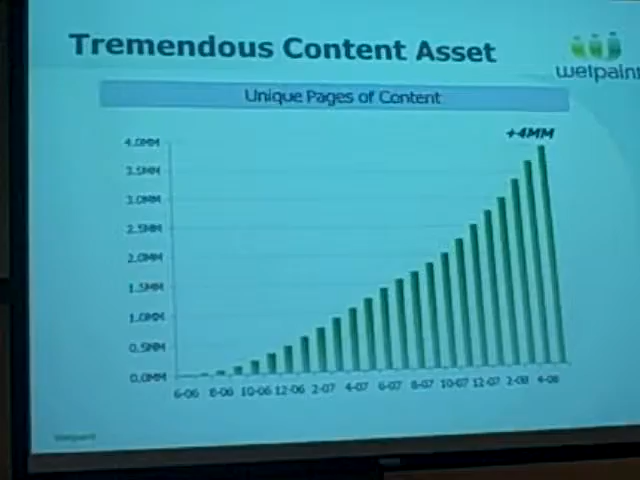 Tremendous Content Asset
wetpaint
Unique Pages of Content
+4MM
4.0MM
3.5MM
3.0MM
2.5MM
2.0MM
1.5MM
1.0MM
0.5MM
0.0MM
6-06 8-06 10-06 12-06 2-07 4-07 6-07 8-07 10-07 12-07 2-08 4-08